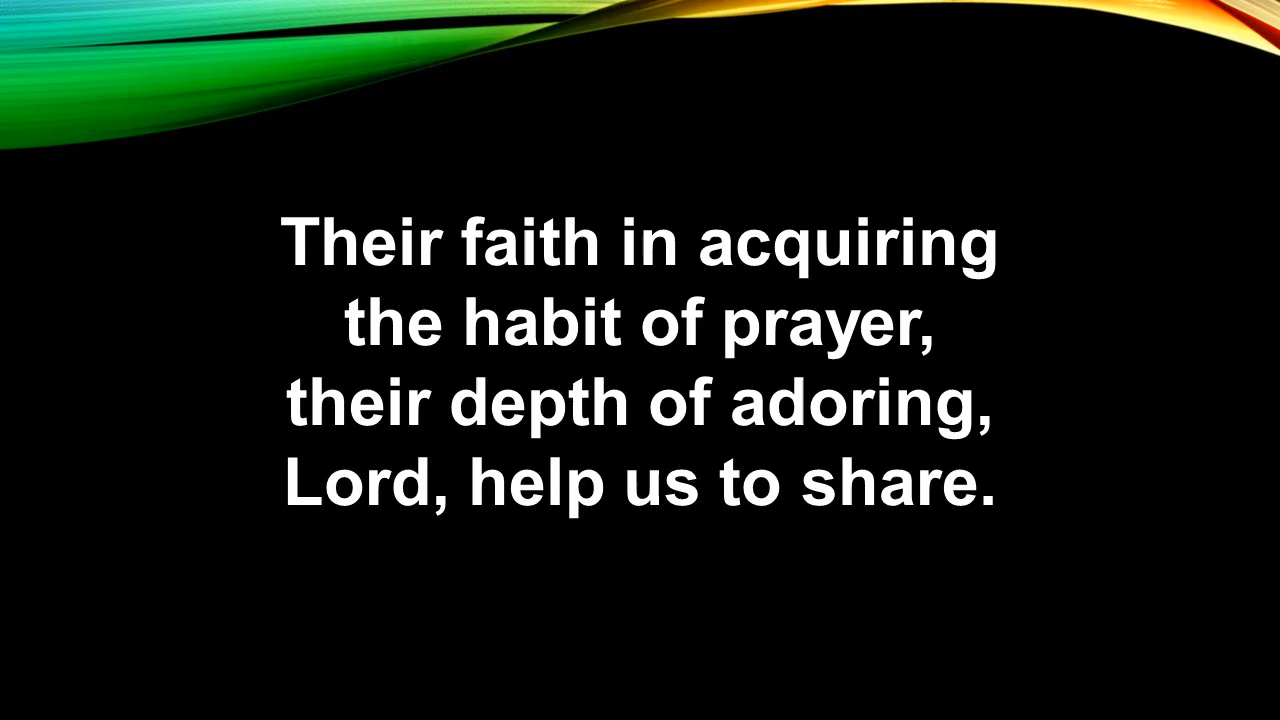 Their faith in acquiring
the habit of prayer,
their depth of adoring,
Lord, help us to share.